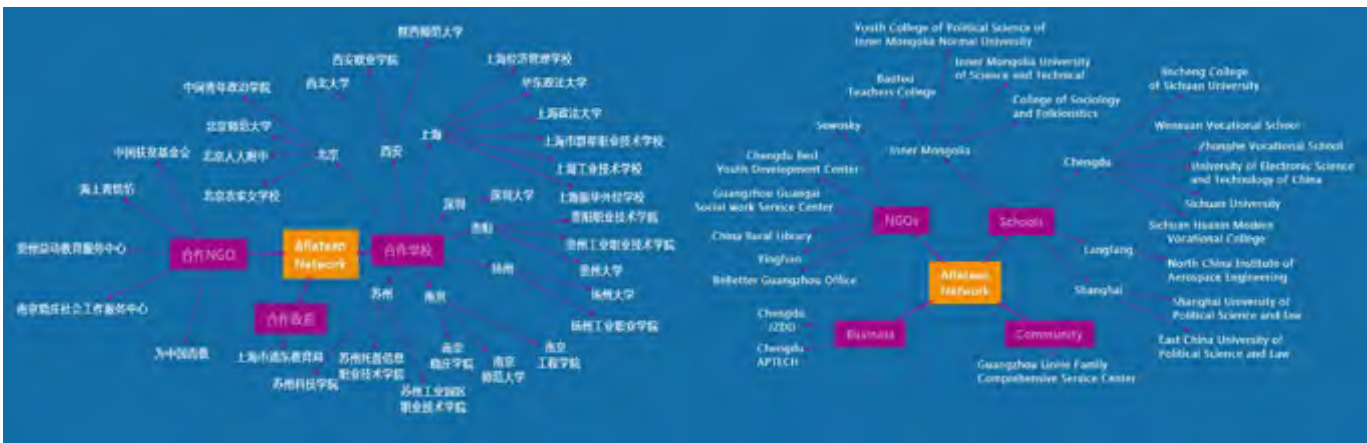 陕西师范大学
西安欧亚学院
西北大学
上海经济管理学校
华东政法大学
上海政法大学
上海市群星职业技术学校
上海工业技术学校
上海振华外经学校
中国青年政治学院
北京师范大学
北京人大附中
北京农家女学校
北京
西安
上海
中国扶贫基金会
海上青焙坊
深圳
深圳大学
贵阳
贵阳职业技术学院
贵州工业职业技术学院
贵州大学
合作NGO
Aflateen
Network
合作学校
扬州
扬州大学
扬州工业职业学院
南京晓庄社会工作服务中心
合作政府
苏州
南京
为中国而教
上海市浦东教育局
苏州科技学院
苏州托普信息
职业技术学院
苏州工业园区
职业技术学院
南京
晓庄学院
南京
师范大学
南京
工程学院
Youth College of Political Science of
Inner Mongolia Normal University
Inner Mongolia University
of Science and Technical
Baotou
Teachers College
College of Sociology
and Folkloristics
Jincheng College
of Sichuan University
Sowosky
Inner Mongolia
Chengdu
Vocational School
Zhonghe Vocational School
University of Electronic Science
and Technology of China
Sichuan University
Vocational College
Chengdu Best
Youth Development Center
Guangzhou
Social work Service Center
China Rural Library
Yinghan
BeBetter Guangzhou Office
NGOs
Schools
Langfang
North China Institute of
Aerospace Engineering
Shanghai
Shanghai University of
Political Science and law
East China University of
Political Science and Law
Aflateen
Network
Business
Chengdu
Chengdu
APTECH
Community
Guangzhou
Family
Comprehensive Service Center